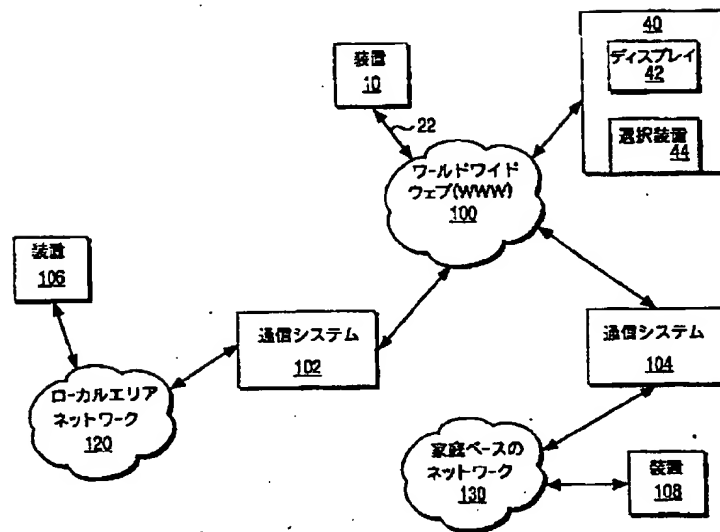 40
ディスプレイ
42
選択装置
44
装置
10
22
ワールドワイド
ウェブ(WWW)
100
装置
106
通信システム
102
通信システム
104
ローカルエリア
ネットワーク
120
家庭ベースの
ネットワーク
130
装置
108